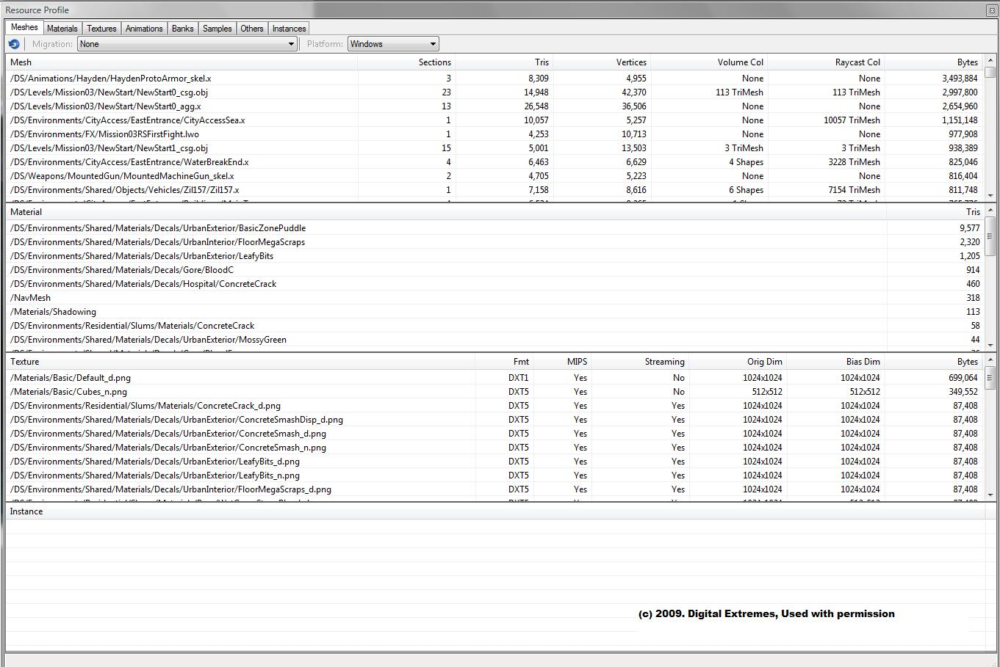 Resource Profile
Meshes Materials Textures Animations Banks Samples Others Instances
Migration: None Platform: Windows
Mesh Sections Tris Vertices Volume Col Raycast Col Bytes
/DS/Animations/Hayden/HaydenProtoArmor_skel.x 3 8,309 4,955 None None 3,493,884
/DS/Levels/Mission03/NewStart/NewStart0_csg.obj 23 14,948 42,370 113 TriMesh 113 TriMesh 2,997,800
/DS/Levels/Mission03/NewStart/NewStart0_agg.x 13 26,548 36,506 None None 2,654,960
/DS/Environments/CityAccess/EastEntrance/CityAccessSea.x 1 10,057 5,257 None 10057 TriMesh 1,151,148
/DS/Environments/FX/Mission03RSFirstFight.lwo 1 4,253 10,713 None None 977,908
/DS/Levels/Mission03/NewStart/NewStart1_csg.obj 15 5,001 13,503 3 TriMesh 3 TriMesh 938,389
/DS/Environments/CityAccess/EastEntrance/WaterBreakEnd.x 4 6,463 6,629 4 Shapes 3228 TriMesh 825,046
/DS/Weapons/MountedGun/MountedMachineGun_skel.x 2 4,705 5,223 None None 816,404
/DS/Environments/Shared/Objects/Vehicles/Zil157/Zil157.x 1 7,158 8,616 6 Shapes 7154 TriMesh 811,748
Material Tris
/DS/Environments/Shared/Materials/Decals/UrbanExterior/BasicZonePuddle 9,577
/DS/Environments/Shared/Materials/Decals/UrbanInterior/FloorMegaScraps 2,320
/DS/Environments/Shared/Materials/Decals/UrbanExterior/LeafyBits 1,205
/DS/Environments/Shared/Materials/Decals/Gore/BloodC 914
/DS/Environments/Shared/Materials/Decals/Hospital/ConcreteCrack 460
/NavMesh 318
/Materials/Shadowing 113
/DS/Environments/Residential/Slums/Materials/ConcreteCrack 58
/DS/Environments/Shared/Materials/Decals/UrbanExterior/MossyGreen 44
Texture Fmt MIPS Streaming Orig Dim Bias Dim Bytes
/Materials/Basic/Default_d.png DXT1 Yes No 1024x1024 1024x1024 699,064
/Materials/Basic/Cubes_n.png DXT5 Yes No 512x512 512x512 349,552
/DS/Environments/Residential/Slums/Materials/ConcreteCrack_d.png DXT5 Yes Yes 1024x1024 1024x1024 87,408
/DS/Environments/Shared/Materials/Decals/UrbanExterior/ConcreteSmashDisp_d.png DXT5 Yes Yes 1024x1024 1024x1024 87,408
/DS/Environments/Shared/Materials/Decals/UrbanExterior/ConcreteSmash_d.png DXT5 Yes Yes 1024x1024 1024x1024 87,408
/DS/Environments/Shared/Materials/Decals/UrbanExterior/ConcreteSmash_n.png DXT5 Yes Yes 1024x1024 1024x1024 87,408
/DS/Environments/Shared/Materials/Decals/UrbanExterior/LeafyBits_d.png DXT5 Yes Yes 1024x1024 1024x1024 87,408
/DS/Environments/Shared/Materials/Decals/UrbanExterior/LeafyBits_n.png DXT5 Yes Yes 1024x1024 1024x1024 87,408
/DS/Environments/Shared/Materials/Decals/UrbanInterior/FloorMegaScraps_d.png DXT5 Yes Yes 1024x1024 1024x1024 87,408
Instance
(c) 2009. Digital Extremes, Used with permission